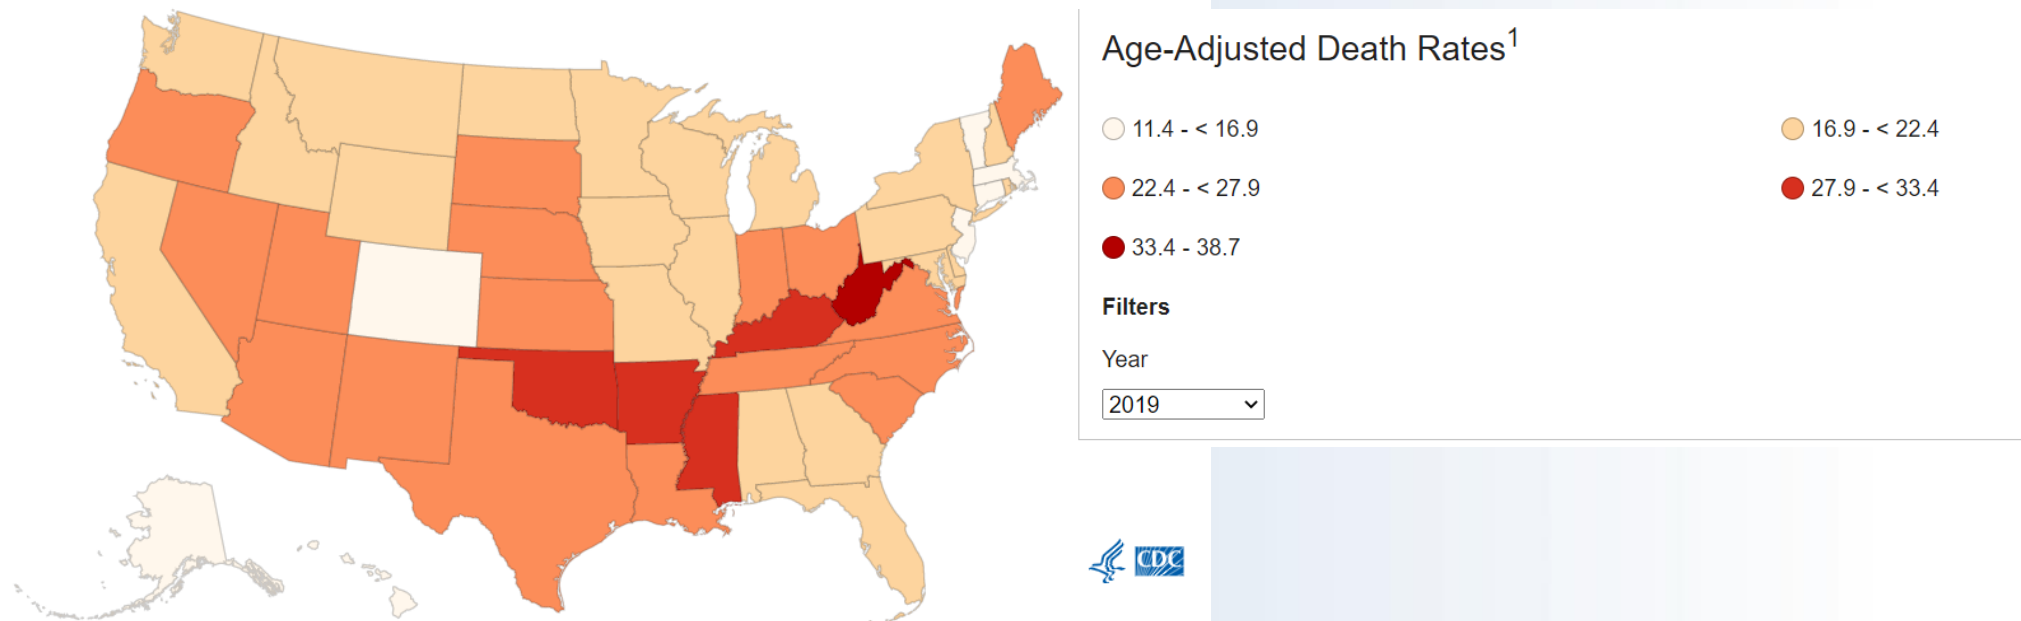 Age-Adjusted Death Rates1
11.4 - < 16.9
16.9 - < 22.4
22.4 - < 27.9
27.9 - < 33.4
33.4 - 38.7
Filters
Year
2019
CDC